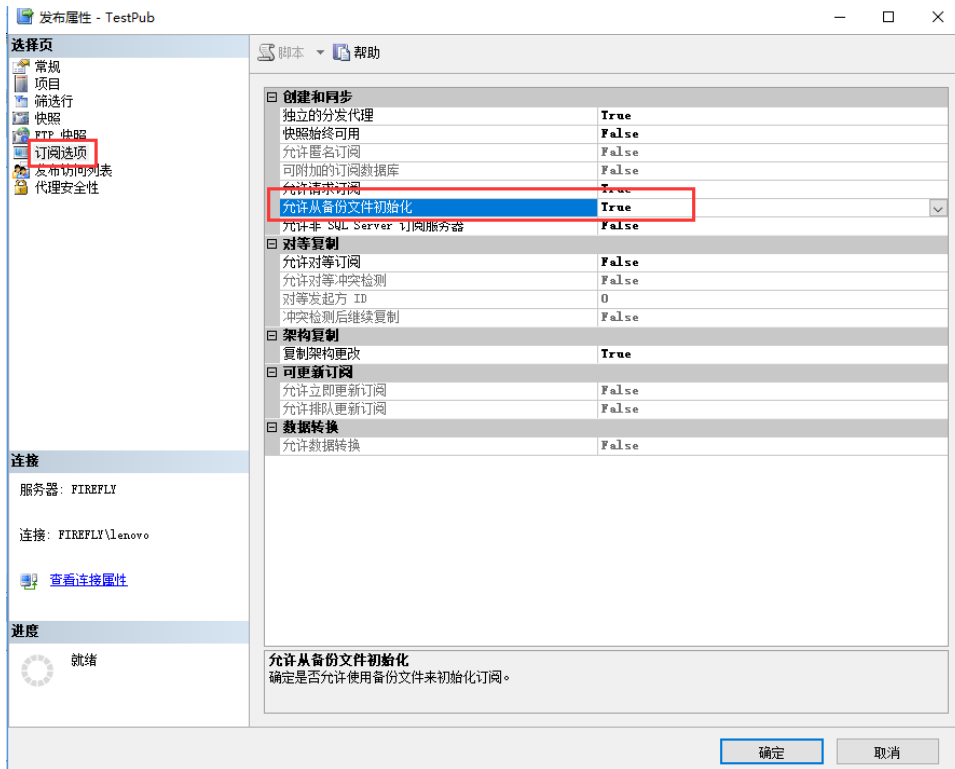 发布属性 - TestPub
选择页
常规
项目
筛选行
快照
FTP 快照
订阅选项
发布访问列表
代理安全性
连接
服务器: FIREFLY
连接: FIREFLY\lenovo
查看连接属性
进度
就绪
脚本 帮助
创建和同步
独立的分发代理 True
快照始终可用 False
允许匿名订阅 False
可附加的订阅数据库 False
允许请求订阅 True
允许从备份文件初始化 True
允许非 SQL Server 订阅服务器 False
对等复制
允许对等订阅 False
允许对等冲突检测 False
对等发起方 ID 0
冲突检测后继续复制 False
架构复制
复制架构更改 True
可更新订阅
允许立即更新订阅 False
允许排队更新订阅 False
数据转换
允许数据转换 False
允许从备份文件初始化
确定是否允许使用备份文件来初始化订阅。
确定 取消